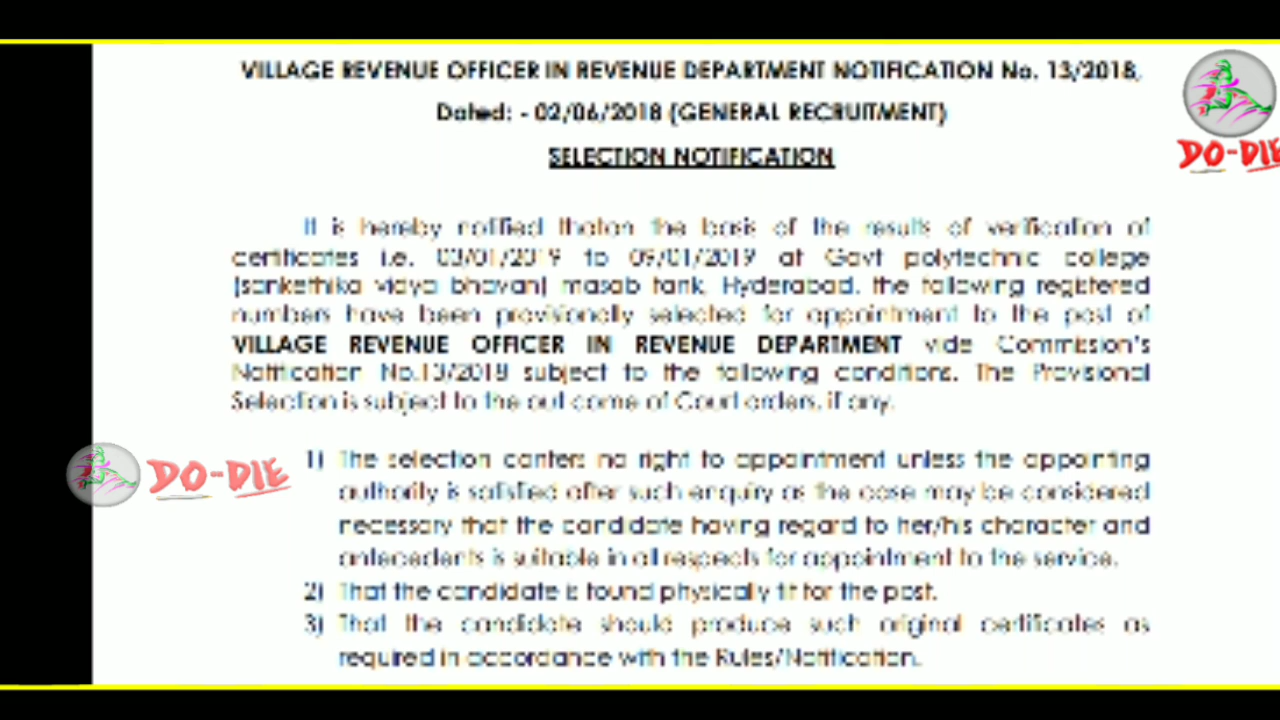 VILLAGE REVENUE OFFICER IN REVENUE DEPARTMENT NOTIFICATION No. 13/2018,
Dated: - 02/06/2018 (GENERAL RECRUITMENT)
SELECTION NOTIFICATION
It is hereby notified thaton the basis of the results of verification of
certificates i.e. 03/01/2019 to 09/01/2019 at Govt polytechnic college
(sankethika vidya bhavan) masab tank, Hyderabad, the following registered
numbers have been provisionally selected for appointment to the post of
VILLAGE REVENUE OFFICER IN REVENUE DEPARTMENT vide Commission's
Notification No.13/2018 subject to the following conditions. The Provisional
Selection is subject to the out come of Court orders, if any.
1) The selection confers no right to appointment unless the appointing
authority is satisfied after such enquiry as the case may be considered
necessary that the candidate having regard to her/his character and
antecedents is suitable in all respects for appointment to the service.
2) That the candidate is found physically fit for the post.
3) That the candidate should produce such original certificates as
required in accordance with the Rules/Notification.
DO-DIE
DO-DIE